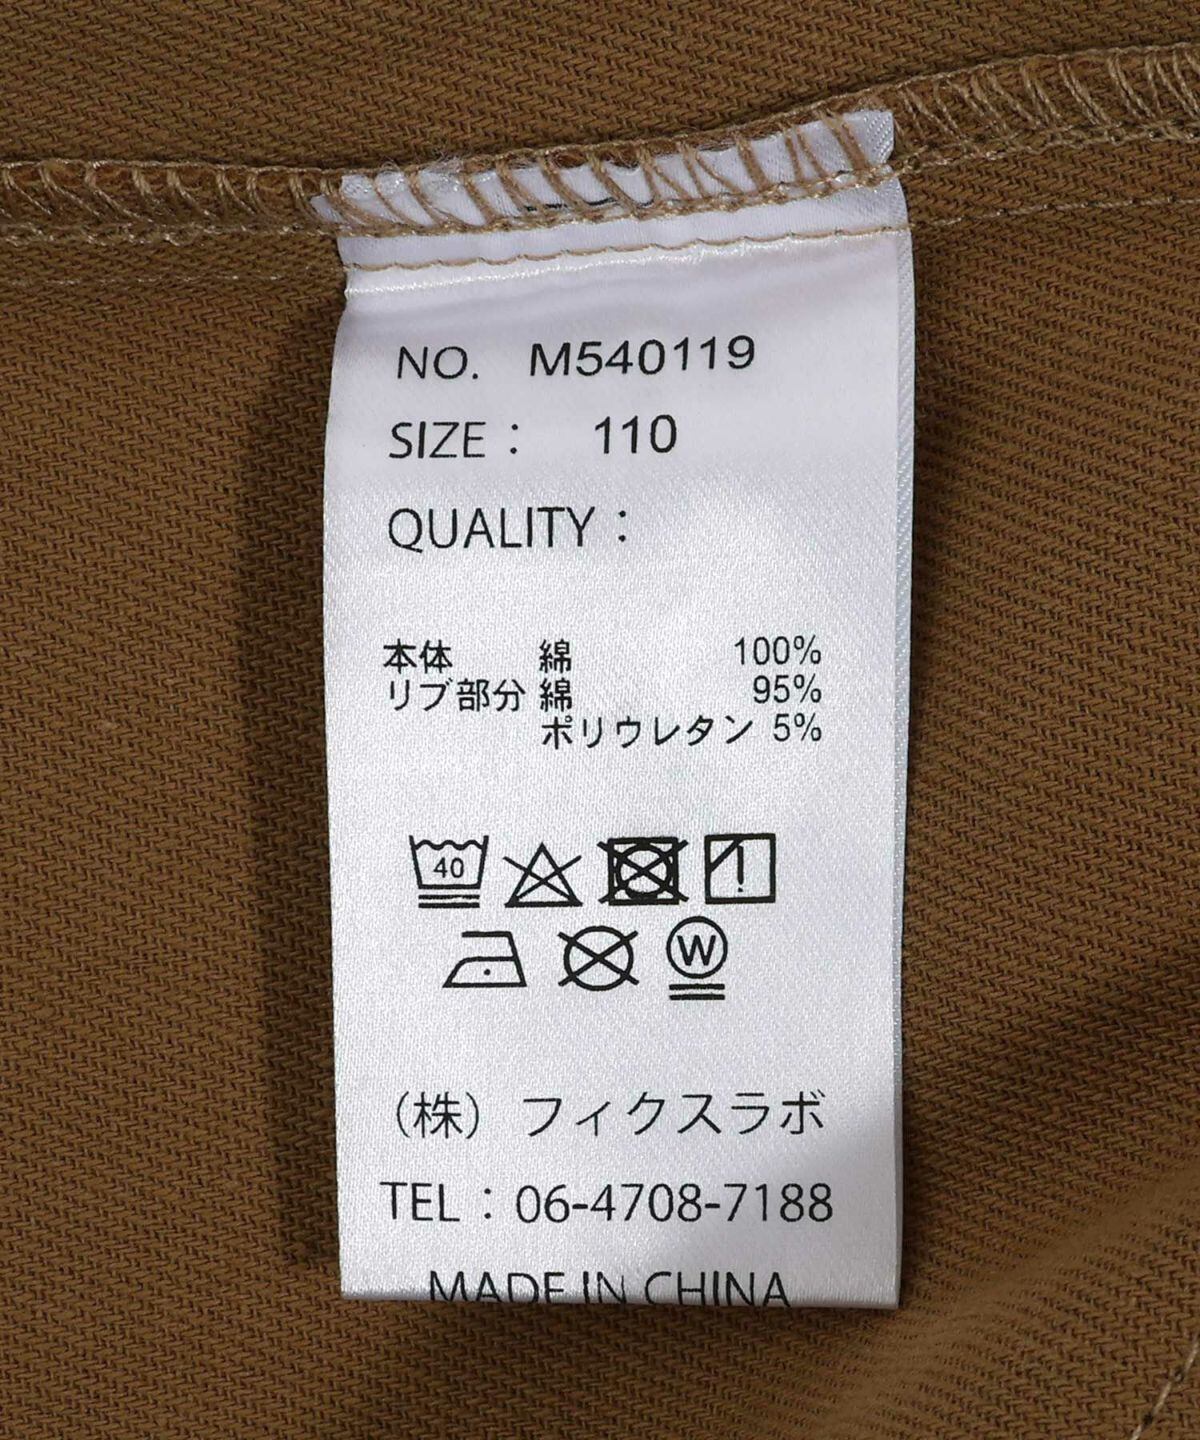 NO. M540119
SIZE： 110
QUALITY：
本体 綿 100%
リブ部分 綿 95%
ポリウレタン 5%
40
W
（株）フィクスラボ
TEL：06-4708-7188
MADE IN CHINA